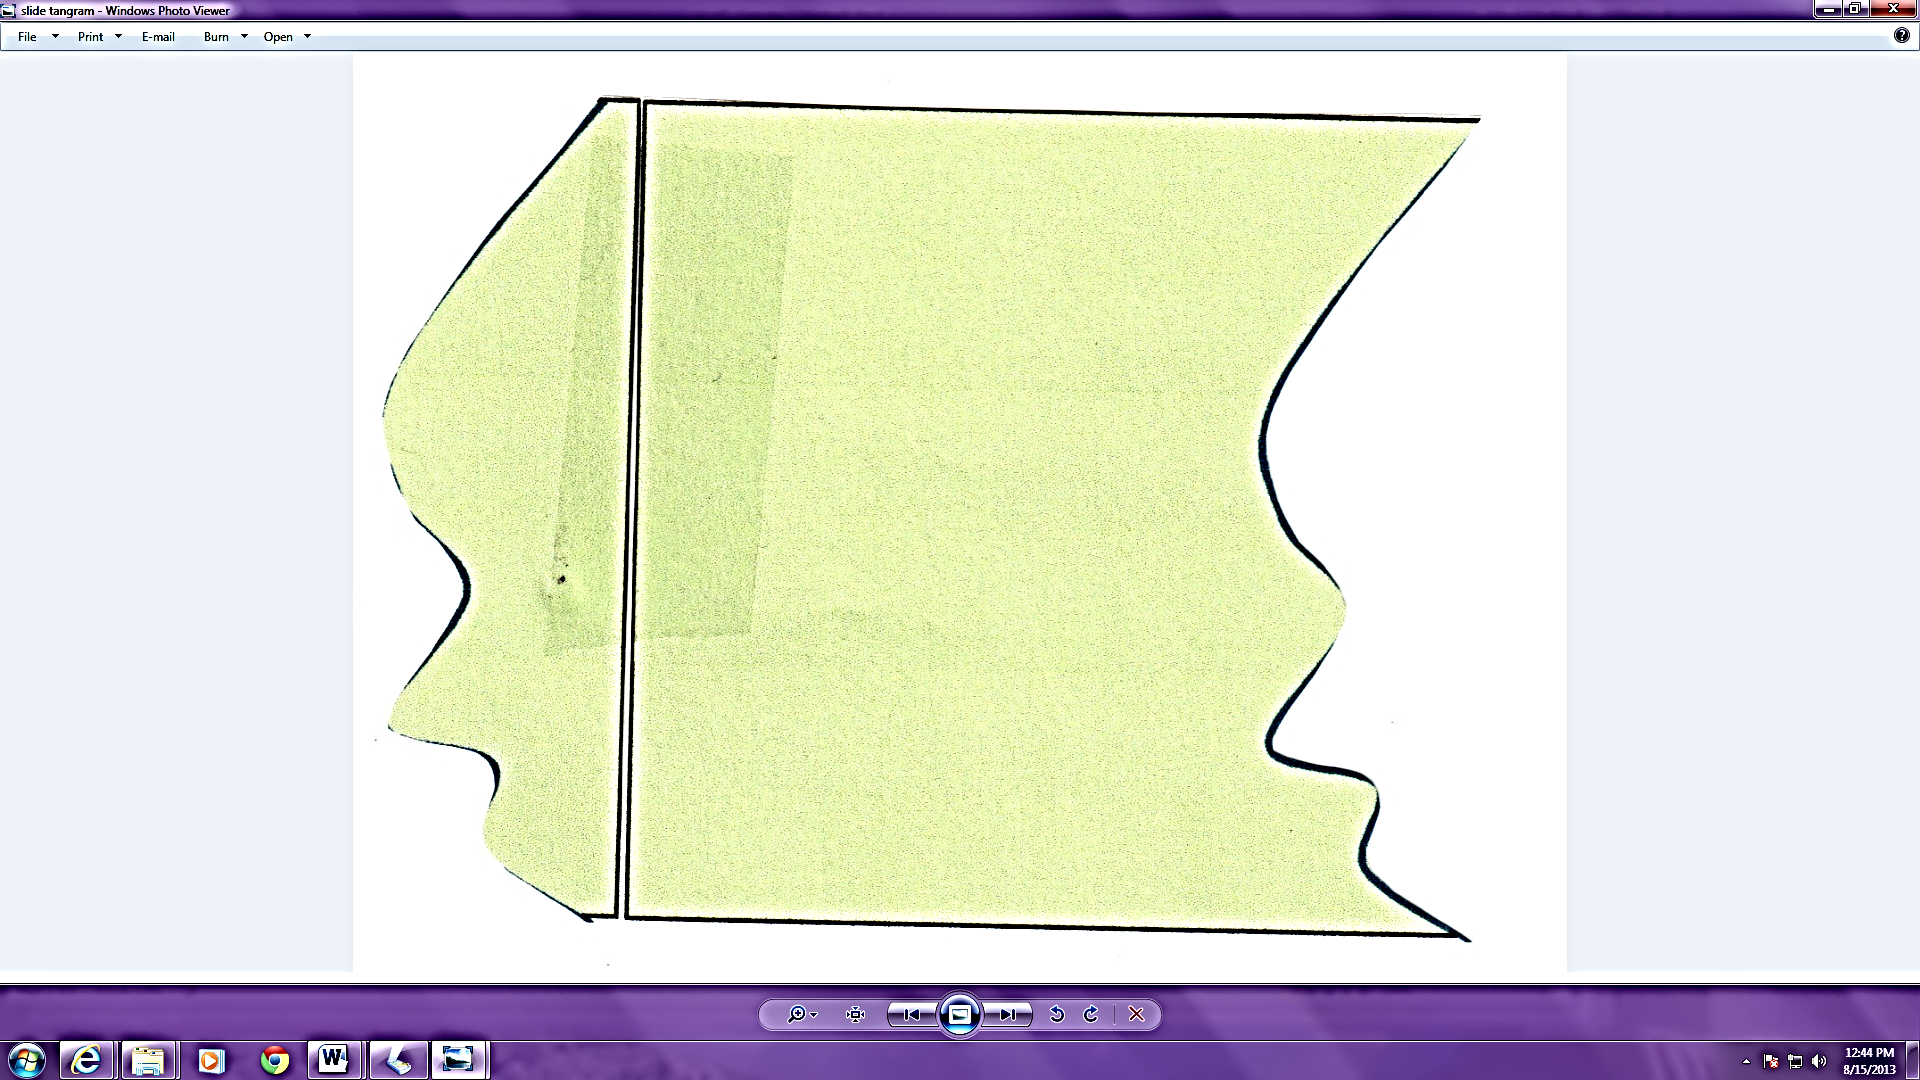 slide tangram - Windows Photo Viewer
File Print E-mail Burn Open
12:44 PM
8/15/2013